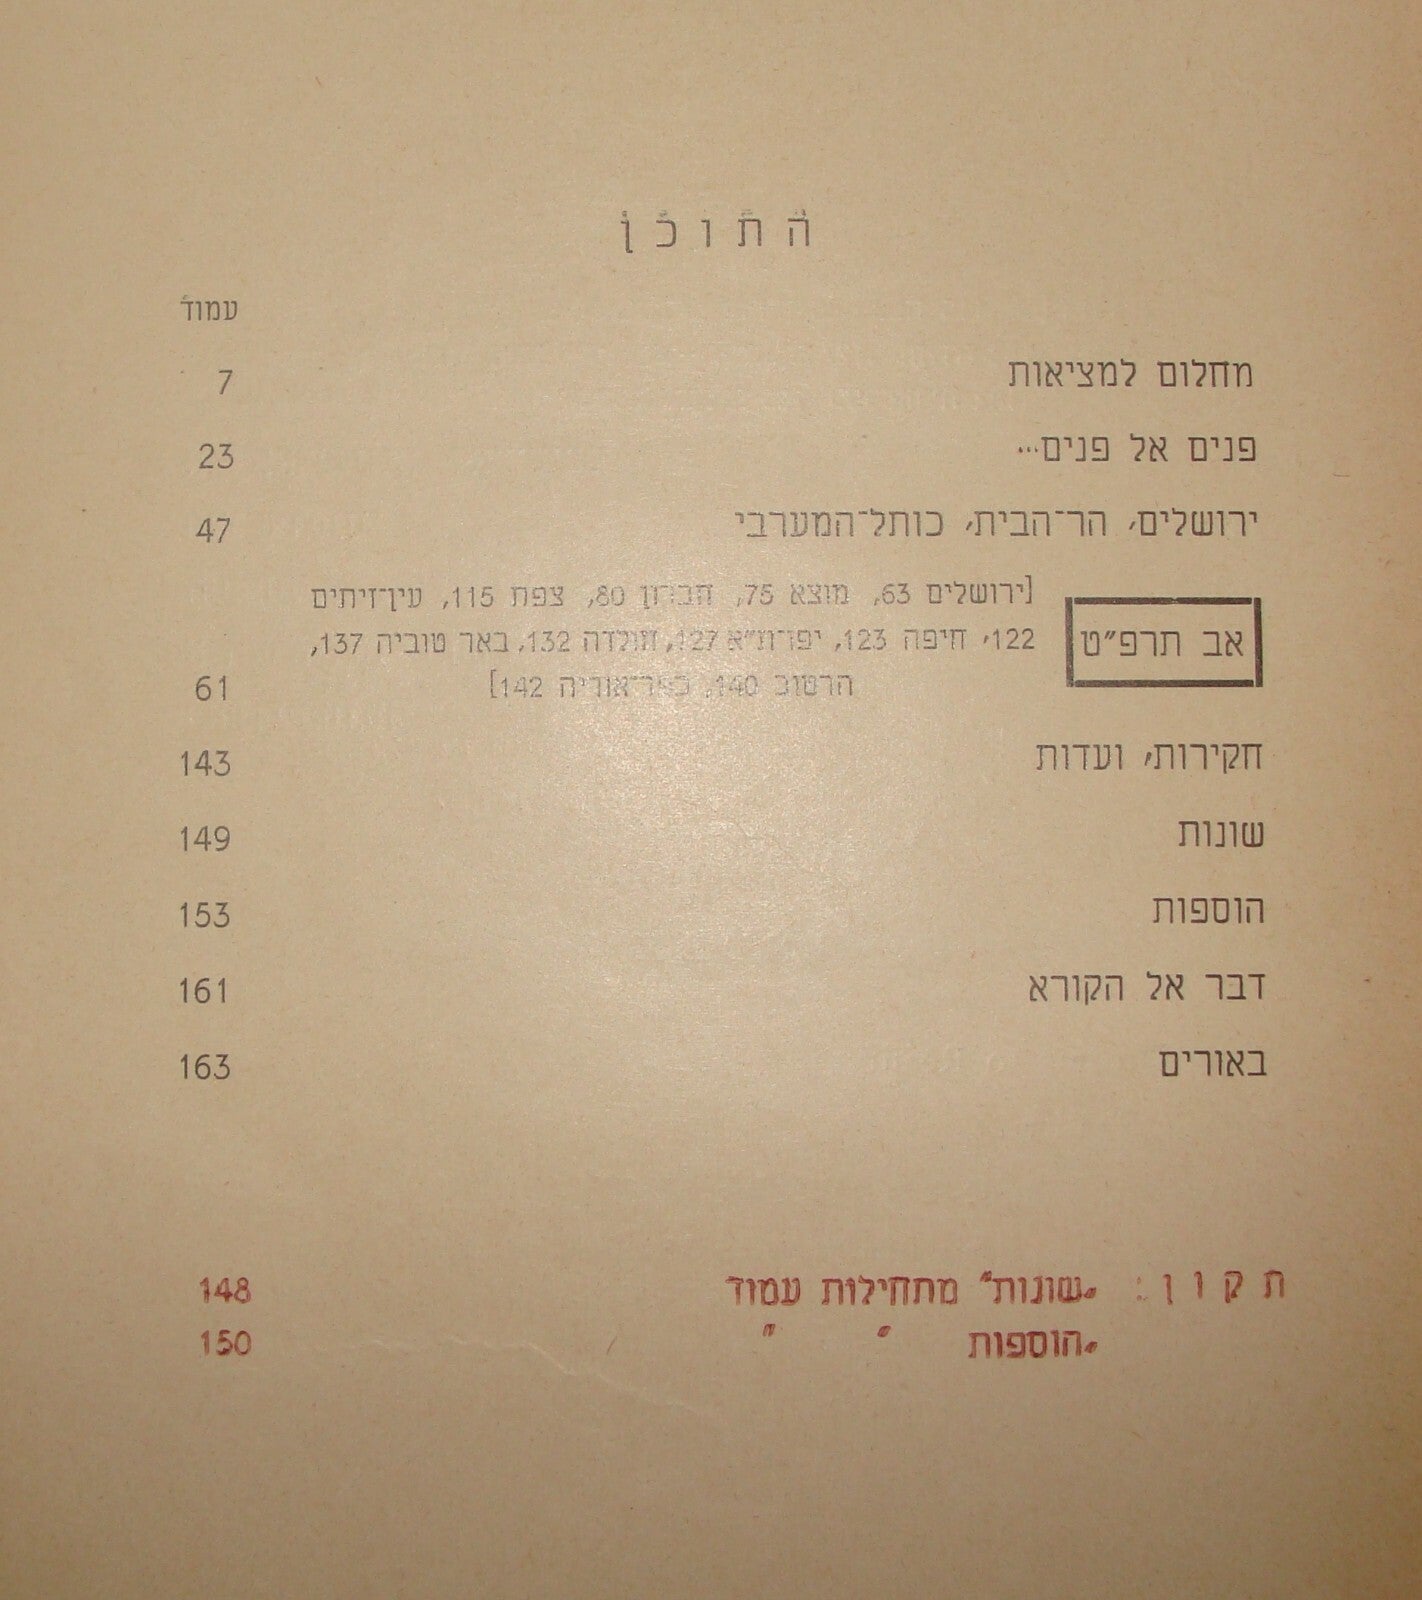 התוכן
עמוד
מחלום למציאות 7
פנים אל פנים... 23
ירושלים, הר־הבית, כותל־המערבי 47
אב תרפ״ט
[ירושלים 63, מוצא 75, חברון 80, צפת 115, עין־זיתים
122, חיפה 123, יפו־ת״א 127, חולדה 132, באר טוביה 137,
הרטוב 140, כפר־אוריה 142] 61
חקירות, ועדות 143
שונות 149
הוספות 153
דבר אל הקורא 161
באורים 163
תקון: „שונות״ מתחילות עמוד 148
„הוספות ״ ״ 150